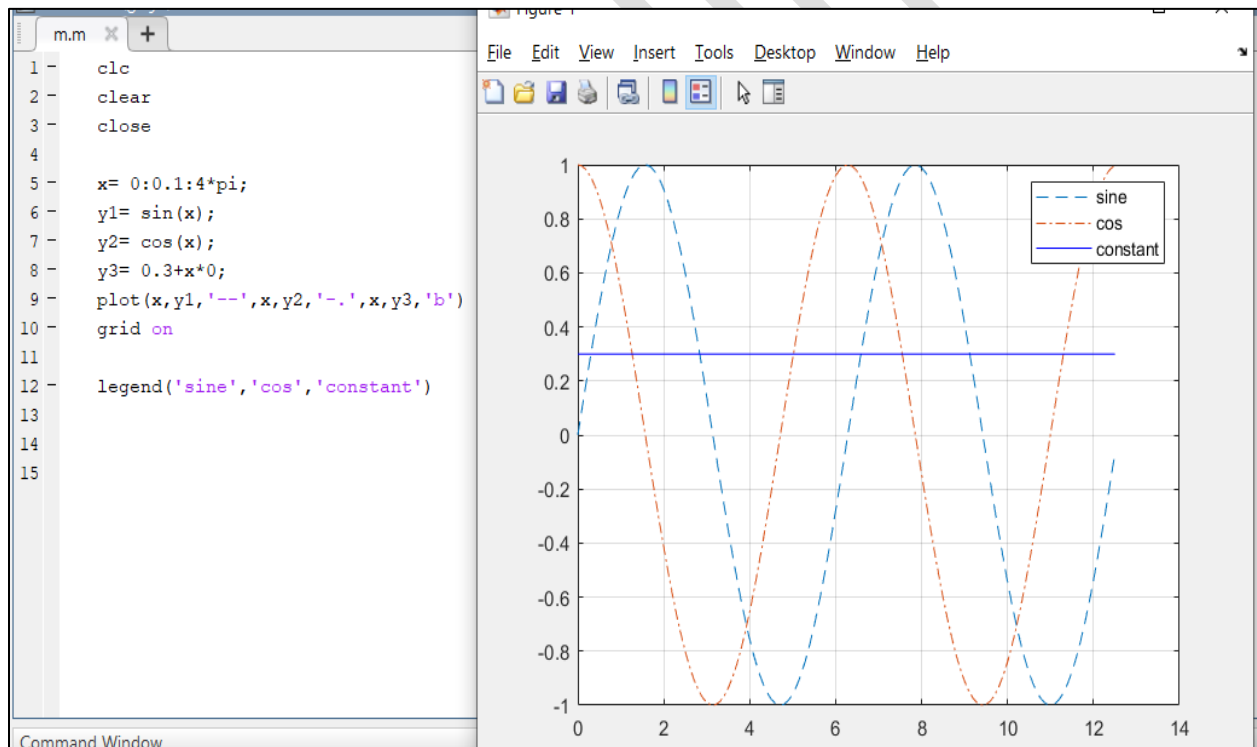 m.m
1 - clc
2 - clear
3 - close
4
5 - x= 0:0.1:4*pi;
6 - y1= sin(x);
7 - y2= cos(x);
8 - y3= 0.3+x*0;
9 - plot(x,y1,'--',x,y2,'-.',x,y3,'b')
10 - grid on
11
12 - legend('sine','cos','constant')
13
14
15
Command Window
File Edit View Insert Tools Desktop Window Help
1
0.8
0.6
0.4
0.2
0
-0.2
-0.4
-0.6
-0.8
-1
0 2 4 6 8 10 12 14
sine
cos
constant